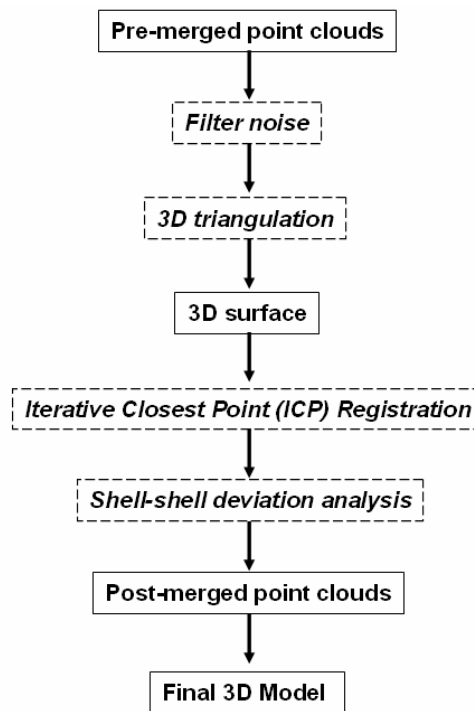 Pre-merged point clouds
Filter noise
3D triangulation
3D surface
Iterative Closest Point (ICP) Registration
Shell-shell deviation analysis
Post-merged point clouds
Final 3D Model